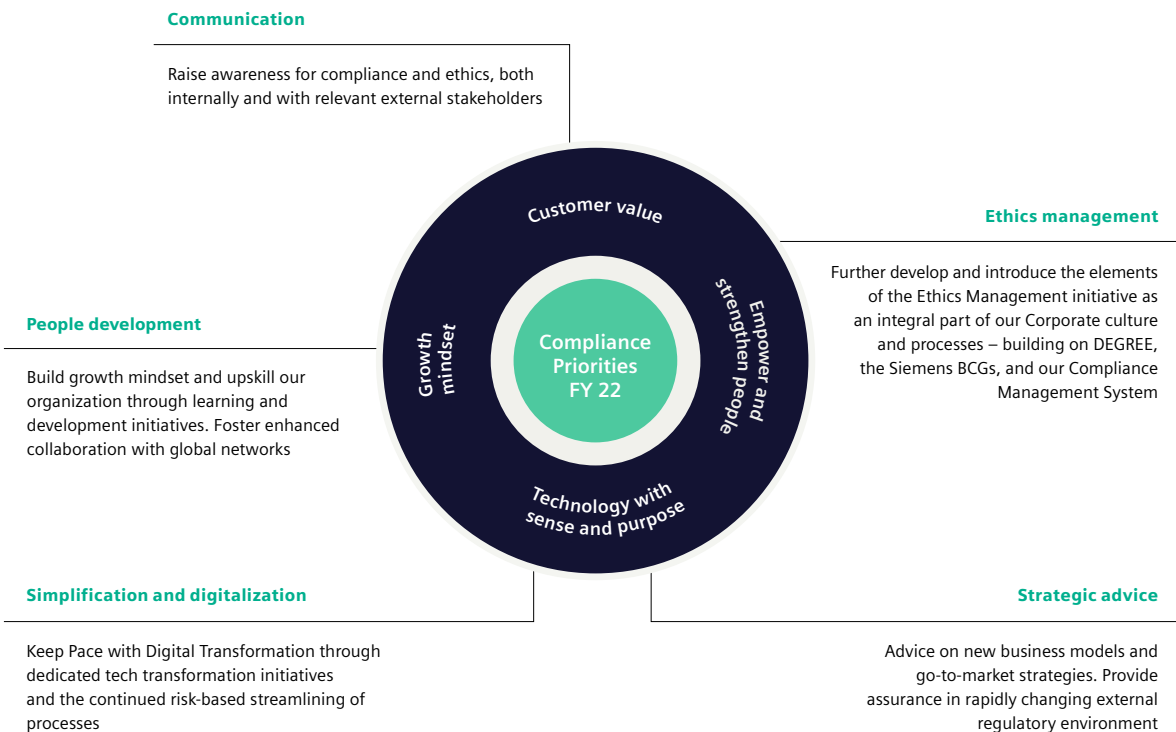 Communication
Raise awareness for compliance and ethics, both
internally and with relevant external stakeholders
Customer value
Empower and
strengthen people
Technology with
sense and purpose
Growth
mindset
Compliance
Priorities
FY 22
Ethics management
Further develop and introduce the elements
of the Ethics Management initiative as
an integral part of our Corporate culture
and processes – building on DEGREE,
the Siemens BCGs, and our Compliance
Management System
People development
Build growth mindset and upskill our
organization through learning and
development initiatives. Foster enhanced
collaboration with global networks
Simplification and digitalization
Keep Pace with Digital Transformation through
dedicated tech transformation initiatives
and the continued risk-based streamlining of
processes
Strategic advice
Advice on new business models and
go-to-market strategies. Provide
assurance in rapidly changing external
regulatory environment